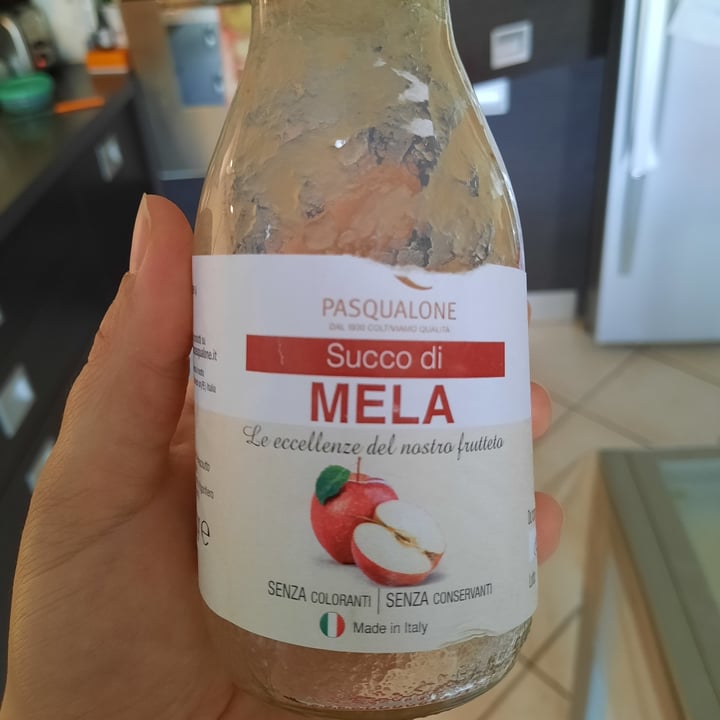 PASQUALONE
DAL 1930 COLTIVIAMO QUALITÀ
Succo di
MELA
Le eccellenze del nostro frutteto
SENZA COLORANTI | SENZA CONSERVANTI
Made in Italy